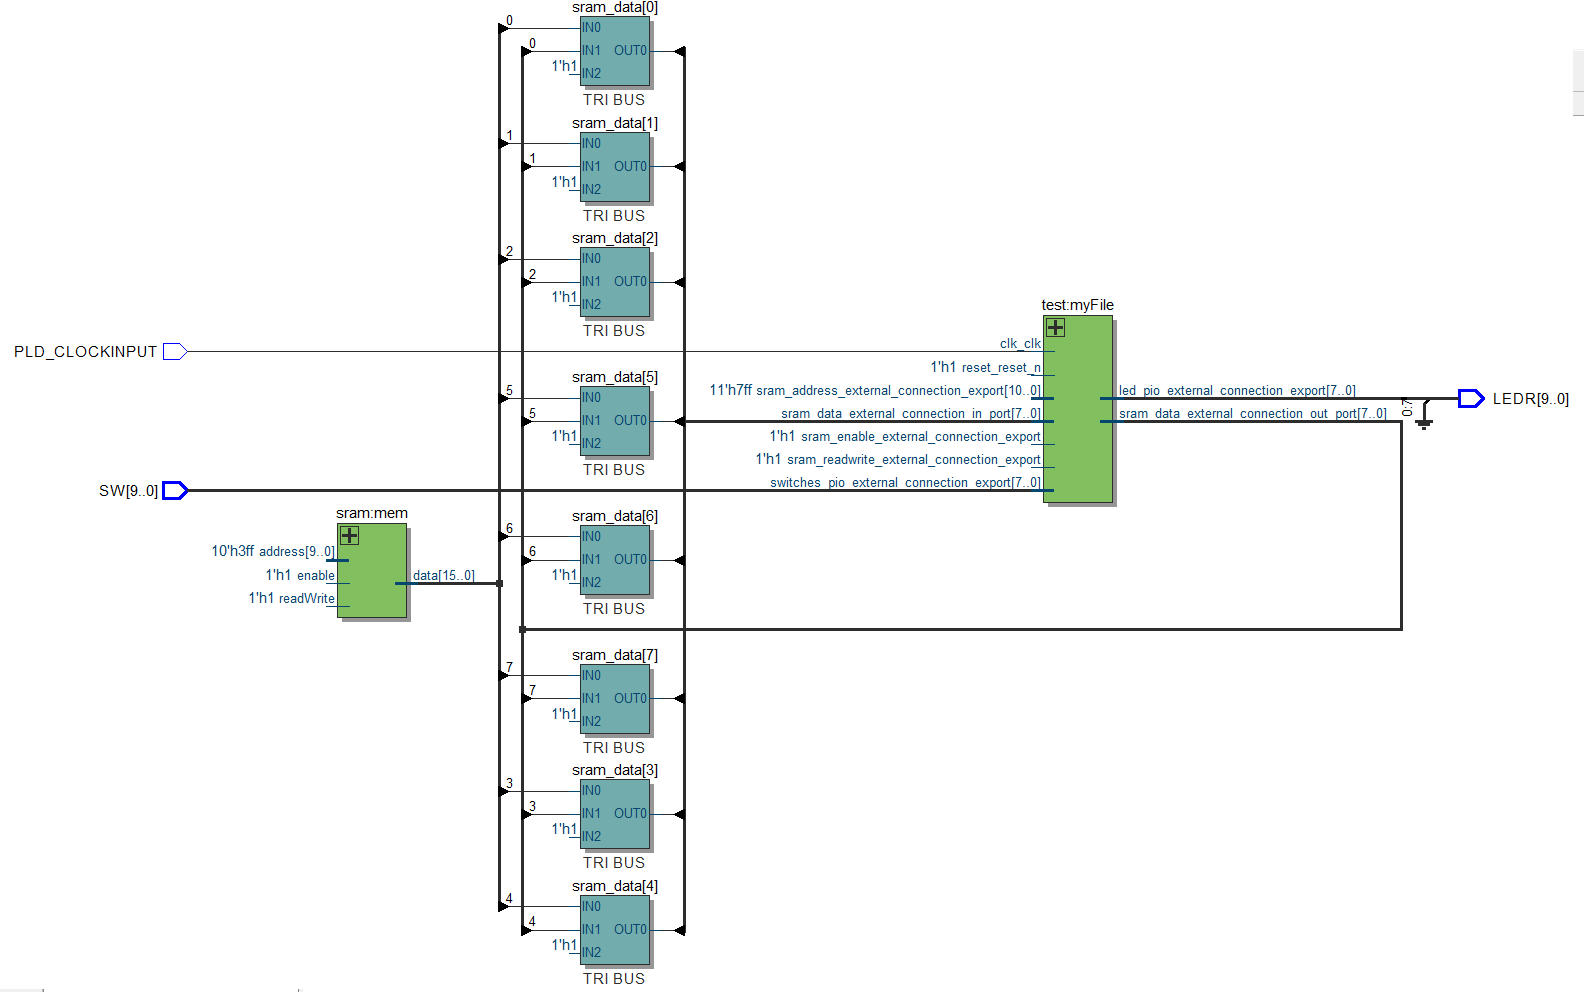 sram_data[0]
0
IN0
0
IN1 OUT0
1'h1
IN2
TRI BUS
sram_data[1]
1
IN0
1
IN1 OUT0
1'h1
IN2
TRI BUS
sram_data[2]
2
IN0
2
IN1 OUT0
1'h1
IN2
TRI BUS
PLD_CLOCKINPUT
sram_data[5]
5
IN0
5
IN1 OUT0
1'h1
IN2
TRI BUS
test:myFile
clk_clk
1'h1 reset_reset_n
11'h7ff sram_address_external_connection_export[10..0]
sram_data_external_connection_in_port[7..0]
1'h1 sram_enable_external_connection_export
1'h1 sram_readwrite_external_connection_export
switches_pio_external_connection_export[7..0]
led_pio_external_connection_export[7..0]
sram_data_external_connection_out_port[7..0]
0:7
LEDR[9..0]
SW[9..0]
sram:mem
10'h3ff address[9..0]
1'h1 enable
1'h1 readWrite
data[15..0]
sram_data[6]
6
IN0
6
IN1 OUT0
1'h1
IN2
TRI BUS
sram_data[7]
7
IN0
7
IN1 OUT0
1'h1
IN2
TRI BUS
sram_data[3]
3
IN0
3
IN1 OUT0
1'h1
IN2
TRI BUS
sram_data[4]
4
IN0
4
IN1 OUT0
1'h1
IN2
TRI BUS